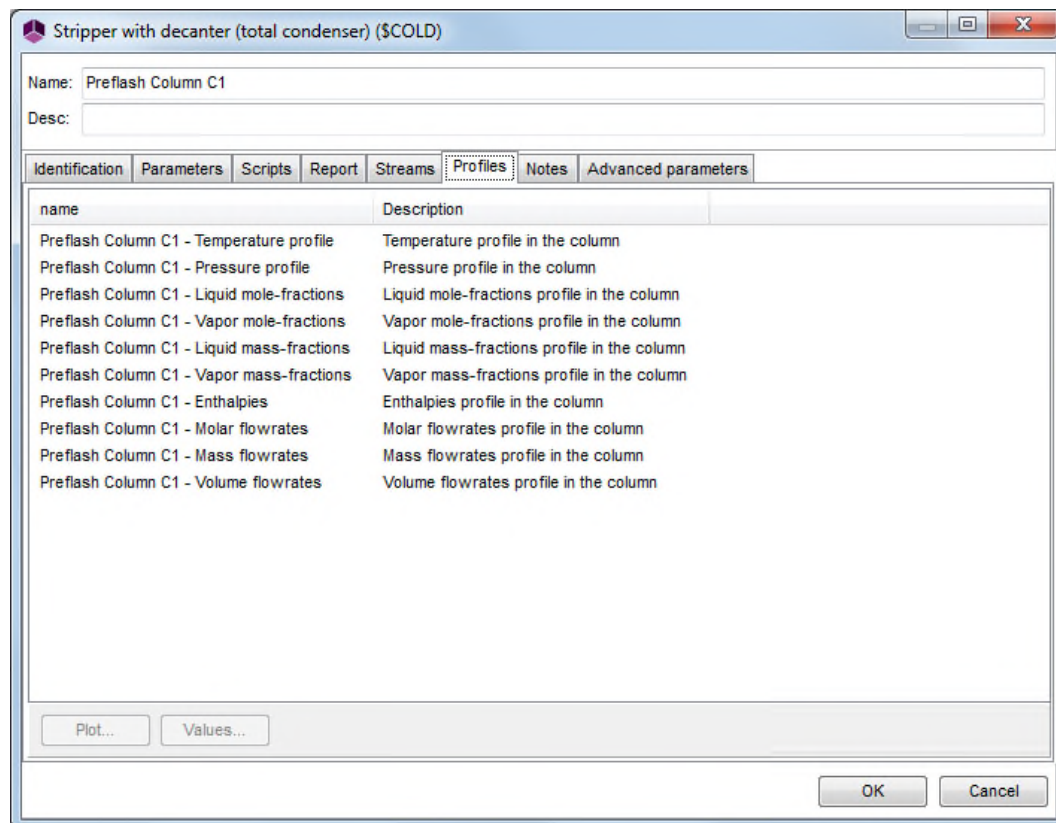 Stripper with decanter (total condenser) ($COLD)
Name: Preflash Column C1
Desc:
Identification Parameters Scripts Report Streams Profiles Notes Advanced parameters
name Description
Preflash Column C1 - Temperature profile Temperature profile in the column
Preflash Column C1 - Pressure profile Pressure profile in the column
Preflash Column C1 - Liquid mole-fractions Liquid mole-fractions profile in the column
Preflash Column C1 - Vapor mole-fractions Vapor mole-fractions profile in the column
Preflash Column C1 - Liquid mass-fractions Liquid mass-fractions profile in the column
Preflash Column C1 - Vapor mass-fractions Vapor mass-fractions profile in the column
Preflash Column C1 - Enthalpies Enthalpies profile in the column
Preflash Column C1 - Molar flowrates Molar flowrates profile in the column
Preflash Column C1 - Mass flowrates Mass flowrates profile in the column
Preflash Column C1 - Volume flowrates Volume flowrates profile in the column
Plot... Values...
OK Cancel